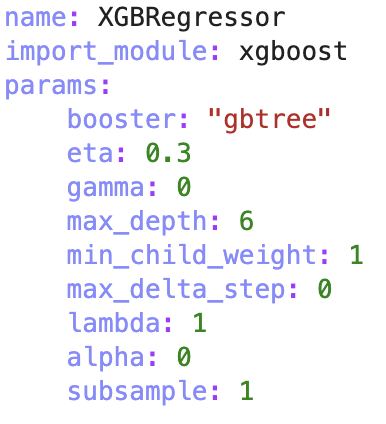 name: XGBRegressor
import_module: xgboost
params:
    booster: "gbtree"
    eta: 0.3
    gamma: 0
    max_depth: 6
    min_child_weight: 1
    max_delta_step: 0
    lambda: 1
    alpha: 0
    subsample: 1